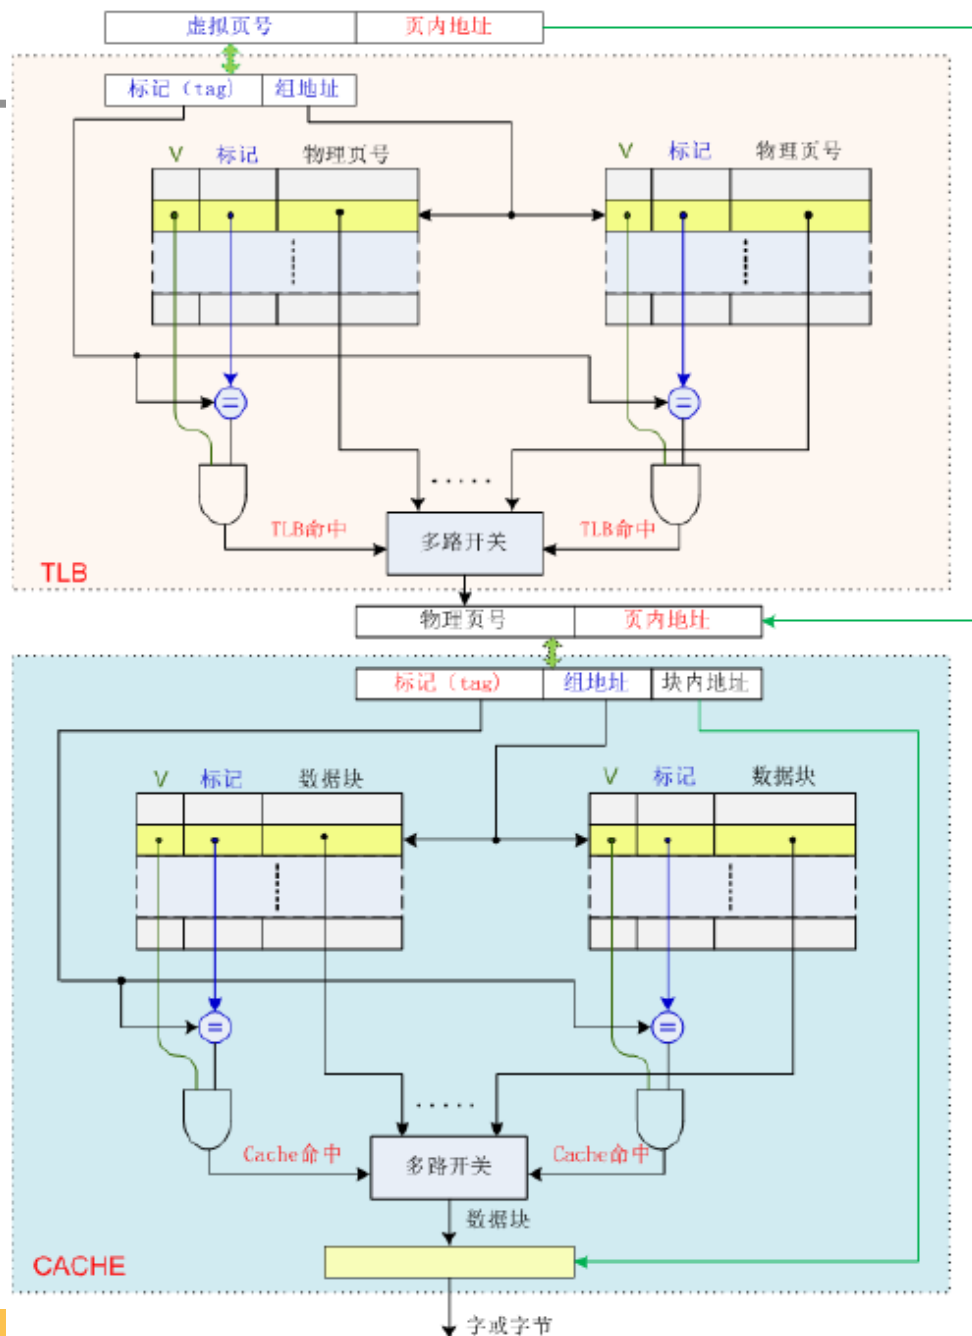 虚拟页号 页内地址
标记（tag) 组地址
V 标记 物理页号 V 标记 物理页号
= =
TLB命中 多路开关 TLB命中
TLB
物理页号 页内地址
标记（tag) 组地址 块内地址
V 标记 数据块 V 标记 数据块
= =
Cache命中 多路开关 Cache命中
数据块
CACHE
字或字节